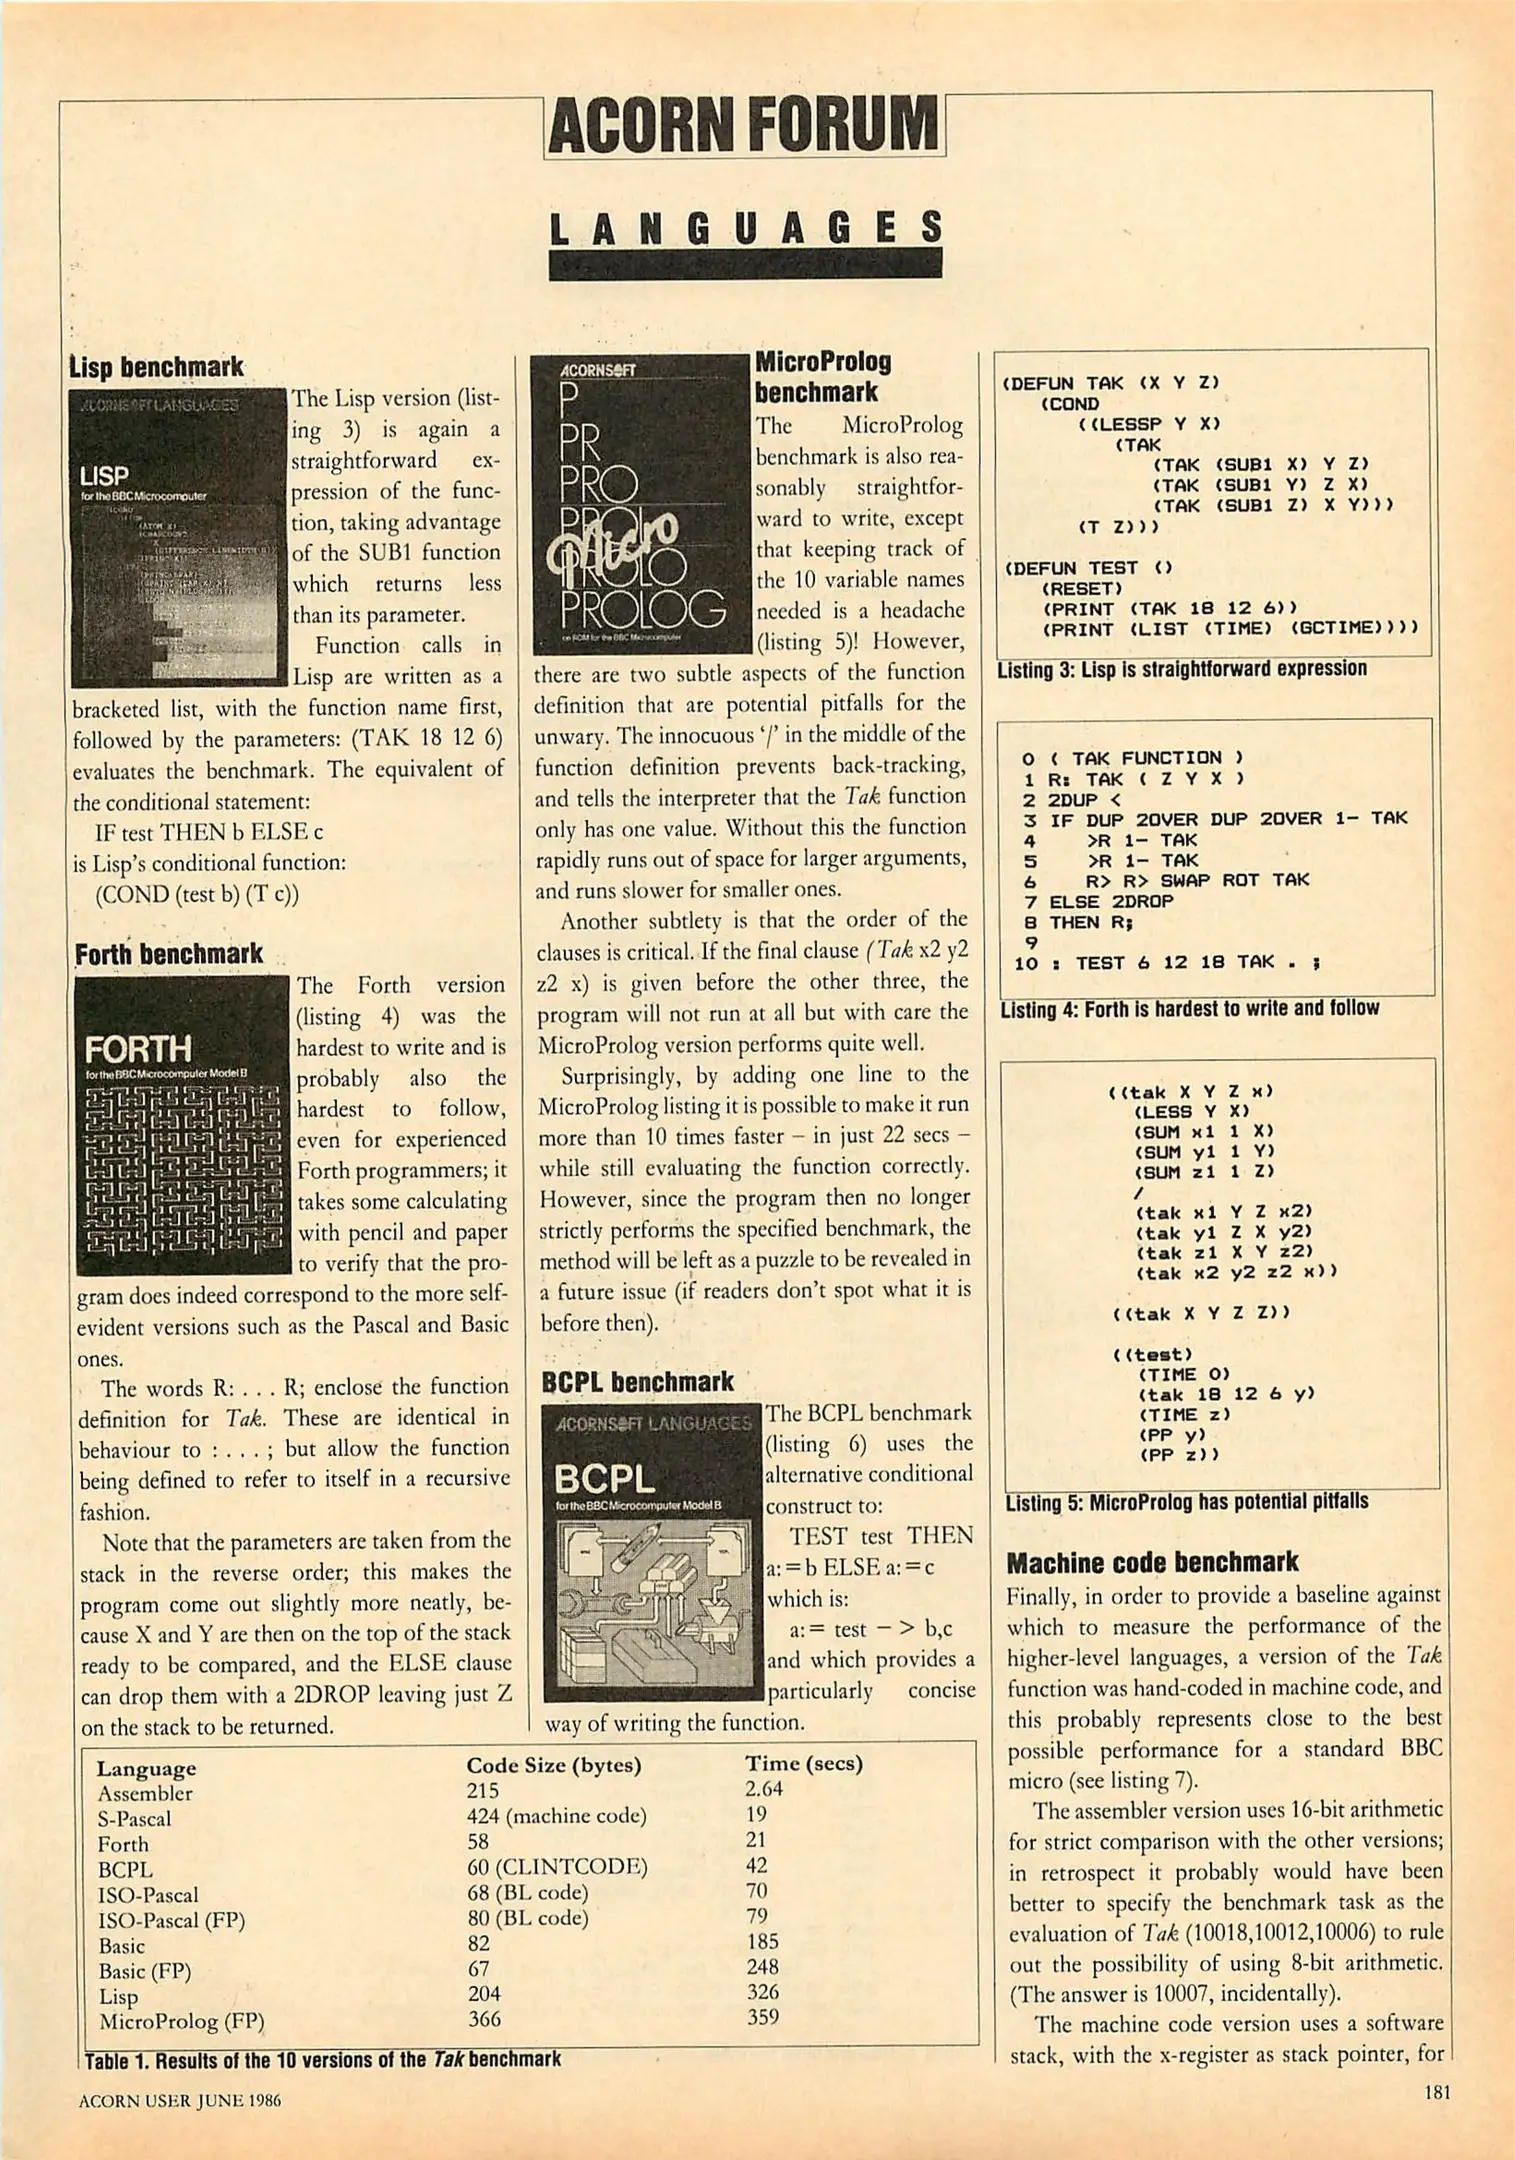 ACORN FORUM
LANGUAGES
Lisp benchmark
ACORNSOFT LANGUAGES
LISP
for the BBC Microcomputer
The Lisp version (list-
ing 3) is again a
straightforward ex-
pression of the func-
tion, taking advantage
of the SUB1 function
which returns less
than its parameter.
Function calls in
Lisp are written as a
bracketed list, with the function name first,
followed by the parameters: (TAK 18 12 6)
evaluates the benchmark. The equivalent of
the conditional statement:
IF test THEN b ELSE c
is Lisp's conditional function:
(COND (test b) (T c))
Forth benchmark
FORTH
for the BBC Microcomputer Model B
The Forth version
(listing 4) was the
hardest to write and is
probably also the
hardest to follow,
even for experienced
Forth programmers; it
takes some calculating
with pencil and paper
to verify that the pro-
gram does indeed correspond to the more self-
evident versions such as the Pascal and Basic
ones.
The words R: . . . R; enclose the function
definition for Tak. These are identical in
behaviour to : . . . ; but allow the function
being defined to refer to itself in a recursive
fashion.
Note that the parameters are taken from the
stack in the reverse order; this makes the
program come out slightly more neatly, be-
cause X and Y are then on the top of the stack
ready to be compared, and the ELSE clause
can drop them with a 2DROP leaving just Z
on the stack to be returned.
ACORNSOFT
P
PR
PRO
PROL
PROLO
PROLOG
Micro
on ROM for the BBC Microcomputer
MicroProlog
benchmark
The MicroProlog
benchmark is also rea-
sonably straightfor-
ward to write, except
that keeping track of
the 10 variable names
needed is a headache
(listing 5)! However,
there are two subtle aspects of the function
definition that are potential pitfalls for the
unwary. The innocuous '/' in the middle of the
function definition prevents back-tracking,
and tells the interpreter that the Tak function
only has one value. Without this the function
rapidly runs out of space for larger arguments,
and runs slower for smaller ones.
Another subtlety is that the order of the
clauses is critical. If the final clause (Tak x2 y2
z2 x) is given before the other three, the
program will not run at all but with care the
MicroProlog version performs quite well.
Surprisingly, by adding one line to the
MicroProlog listing it is possible to make it run
more than 10 times faster – in just 22 secs –
while still evaluating the function correctly.
However, since the program then no longer
strictly performs the specified benchmark, the
method will be left as a puzzle to be revealed in
a future issue (if readers don't spot what it is
before then).
BCPL benchmark
ACORNSOFT LANGUAGES
BCPL
for the BBC Microcomputer Model B
The BCPL benchmark
(listing 6) uses the
alternative conditional
construct to:
TEST test THEN
a:=b ELSE a:=c
which is:
a:= test – > b,c
and which provides a
particularly concise
way of writing the function.
(DEFUN TAK (X Y Z)
(COND
((LESSP Y X)
(TAK
(TAK (SUB1 X) Y Z)
(TAK (SUB1 Y) Z X)
(TAK (SUB1 Z) X Y)))
(T Z)))
(DEFUN TEST ()
(RESET)
(PRINT (TAK 18 12 6))
(PRINT (LIST (TIME) (GCTIME))))
Listing 3: Lisp is straightforward expression
0 ( TAK FUNCTION )
1 R: TAK ( Z Y X )
2 2DUP <
3 IF DUP 2OVER DUP 2OVER 1- TAK
4 >R 1- TAK
5 >R 1- TAK
6 R> R> SWAP ROT TAK
7 ELSE 2DROP
8 THEN R;
9
10 : TEST 6 12 18 TAK . ;
Listing 4: Forth is hardest to write and follow
((tak X Y Z x)
(LESS Y X)
(SUM x1 1 X)
(SUM y1 1 Y)
(SUM z1 1 Z)
/
(tak x1 Y Z x2)
(tak y1 Z X y2)
(tak z1 X Y z2)
(tak x2 y2 z2 x))
((tak X Y Z Z))
((test)
(TIME 0)
(tak 18 12 6 y)
(TIME z)
(PP y)
(PP z))
Listing 5: MicroProlog has potential pitfalls
Machine code benchmark
Finally, in order to provide a baseline against
which to measure the performance of the
higher-level languages, a version of the Tak
function was hand-coded in machine code, and
this probably represents close to the best
possible performance for a standard BBC
micro (see listing 7).
The assembler version uses 16-bit arithmetic
for strict comparison with the other versions;
in retrospect it probably would have been
better to specify the benchmark task as the
evaluation of Tak (10018,10012,10006) to rule
out the possibility of using 8-bit arithmetic.
(The answer is 10007, incidentally).
The machine code version uses a software
stack, with the x-register as stack pointer, for
Language Code Size (bytes) Time (secs)
Assembler 215 2.64
S-Pascal 424 (machine code) 19
Forth 58 21
BCPL 60 (CLINTCODE) 42
ISO-Pascal 68 (BL code) 70
ISO-Pascal (FP) 80 (BL code) 79
Basic 82 185
Basic (FP) 67 248
Lisp 204 326
MicroProlog (FP) 366 359
Table 1. Results of the 10 versions of the Tak benchmark
ACORN USER JUNE 1986
181